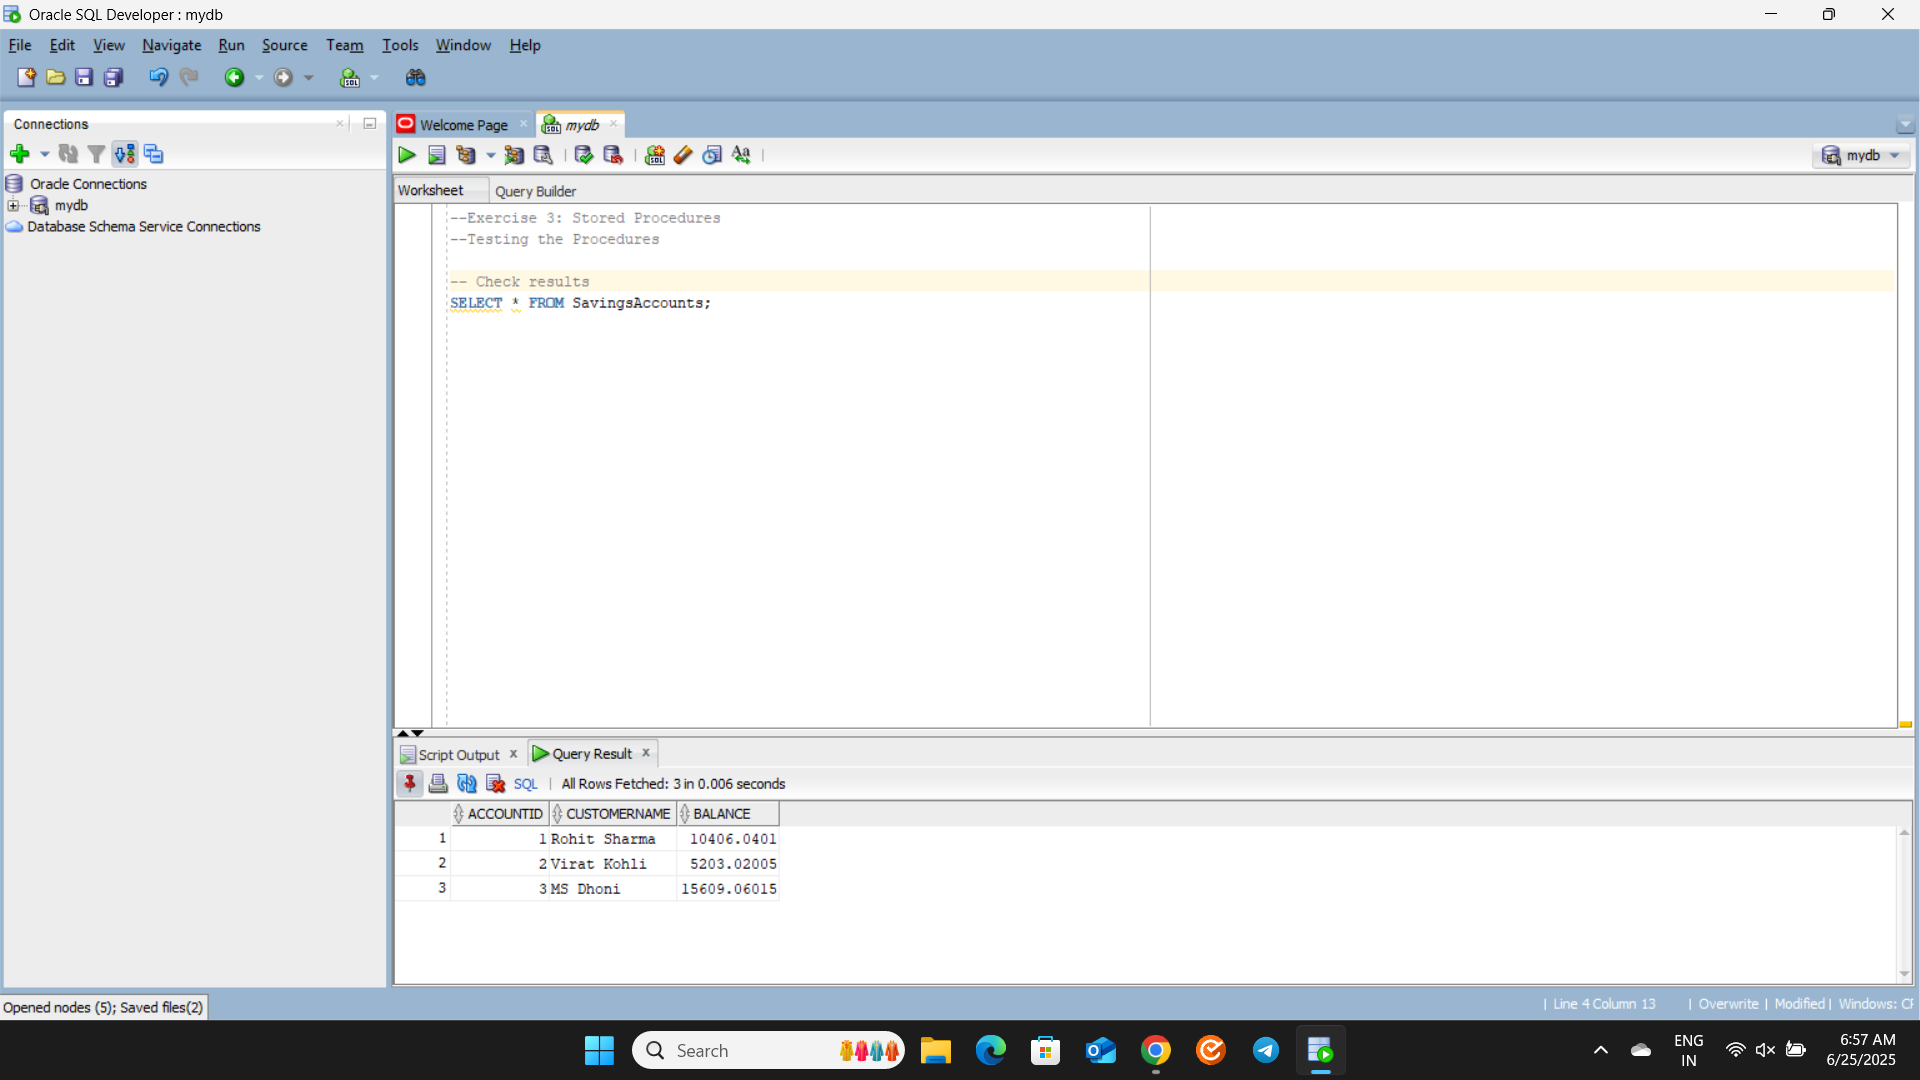 Oracle SQL Developer : mydb
File Edit View Navigate Run Source Team Tools Window Help
Connections
Oracle Connections
mydb
Database Schema Service Connections
Welcome Page
mydb
mydb
Worksheet Query Builder
--Exercise 3: Stored Procedures
--Testing the Procedures
-- Check results
SELECT * FROM SavingsAccounts;
Script Output Query Result
SQL | All Rows Fetched: 3 in 0.006 seconds
ACCOUNTID CUSTOMERNAME BALANCE
1 1 Rohit Sharma 10406.0401
2 2 Virat Kohli 5203.02005
3 3 MS Dhoni 15609.06015
Opened nodes (5); Saved files(2)
| Line 4 Column 13 | Overwrite | Modified | Windows: CF
Search
ENG
IN
6:57 AM
6/25/2025